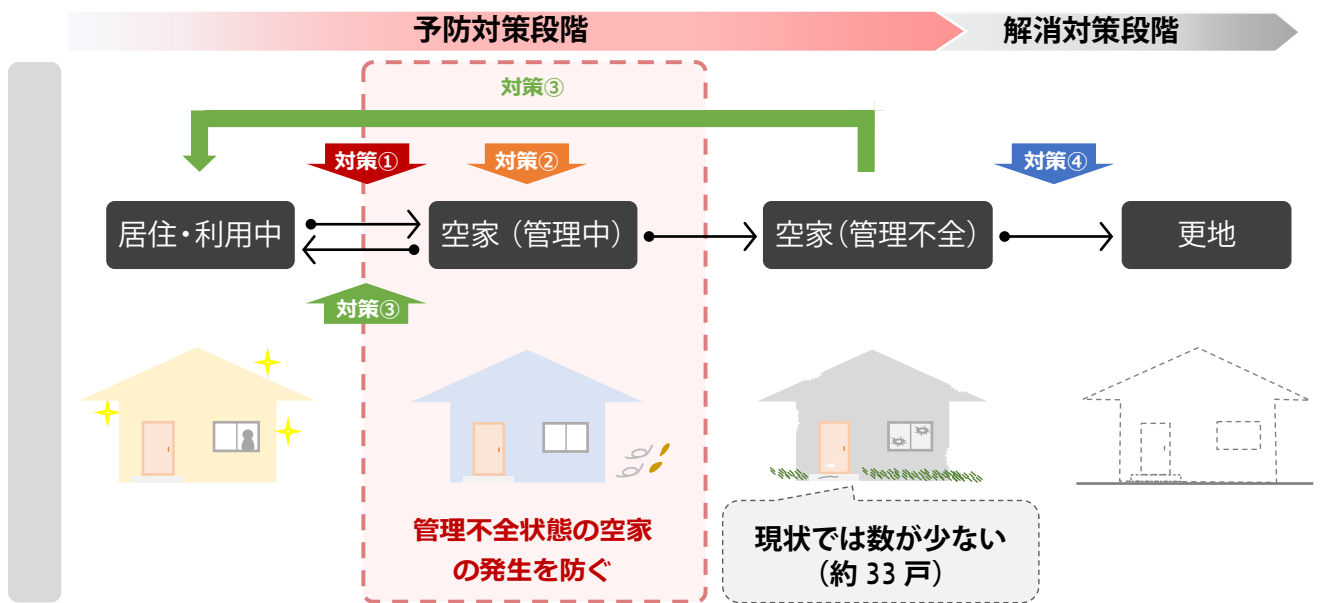 予防対策段階
解消対策段階
対策③
対策①
対策②
対策④
居住・利用中
空家（管理中）
空家（管理不全）
更地
対策③
管理不全状態の空家
の発生を防ぐ
現状では数が少ない
（約 33 戸）